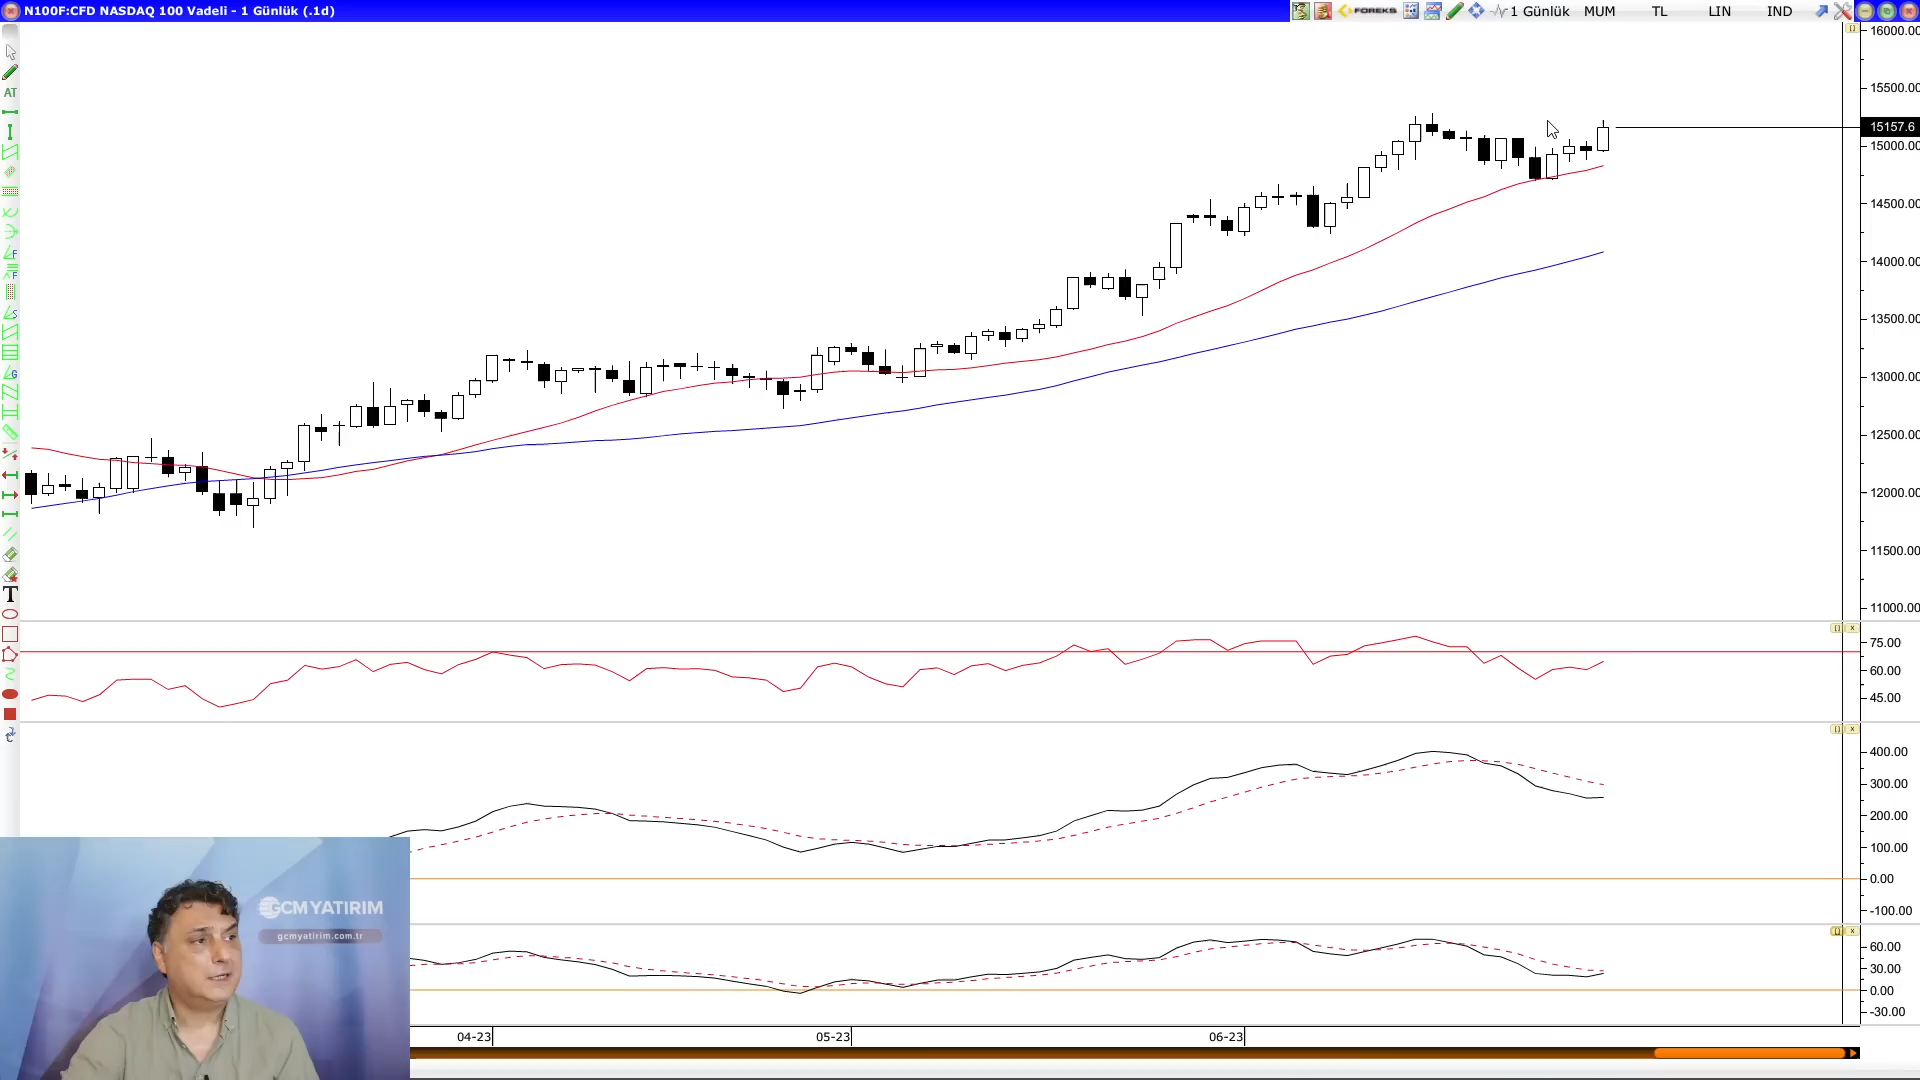 N100F:CFD NASDAQ 100 Vadeli - 1 Günlük (.1d)
FOREKS
1 Günlük
MUM
TL
LIN
IND
16000.00
15500.00
15157.6
15000.00
14500.00
14000.00
13500.00
13000.00
12500.00
12000.00
11500.00
11000.00
75.00
60.00
45.00
400.00
300.00
200.00
100.00
0.00
-100.00
60.00
30.00
0.00
-30.00
04-23
05-23
06-23
AT
T
GCM YATIRIM
gcmyatirim.com.tr